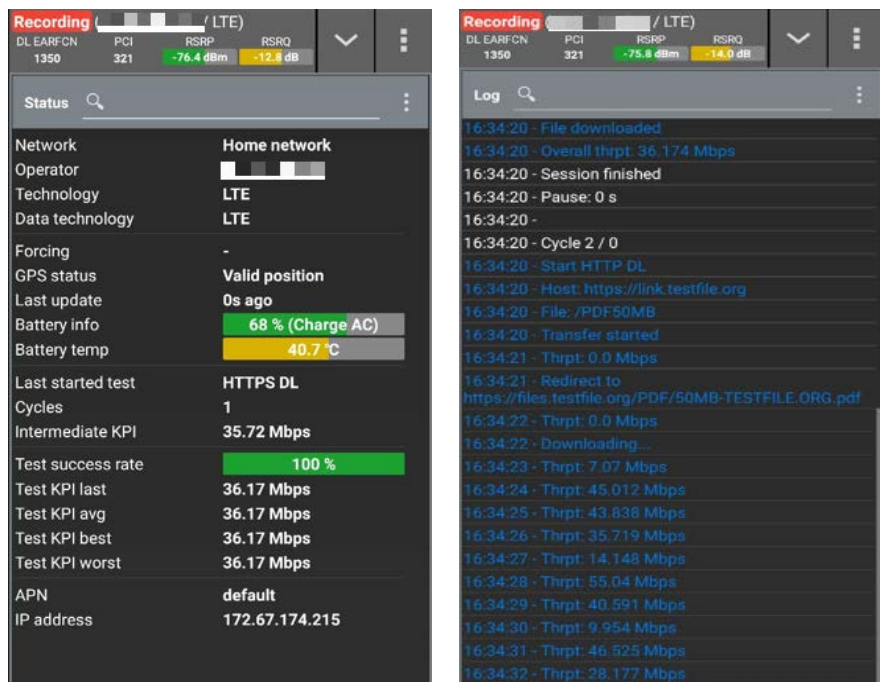 Recording ( / LTE)
DL EARFCN PCI RSRP RSRQ
1350 321 -76.4 dBm -12.8 dB
Status
Network Home network
Operator
Technology LTE
Data technology LTE
Forcing -
GPS status Valid position
Last update 0s ago
Battery info 68 % (Charge AC)
Battery temp 40.7 °C
Last started test HTTPS DL
Cycles 1
Intermediate KPI 35.72 Mbps
Test success rate 100 %
Test KPI last 36.17 Mbps
Test KPI avg 36.17 Mbps
Test KPI best 36.17 Mbps
Test KPI worst 36.17 Mbps
APN default
IP address 172.67.174.215
Recording ( / LTE)
DL EARFCN PCI RSRP RSRQ
1350 321 -75.8 dBm -14.0 dB
Log
16:34:20 - File downloaded
16:34:20 - Overall thrpt: 36.174 Mbps
16:34:20 - Session finished
16:34:20 - Pause: 0 s
16:34:20 -
16:34:20 - Cycle 2 / 0
16:34:20 - Start HTTP DL
16:34:20 - Host: https://link.testfile.org
16:34:20 - File: /PDF50MB
16:34:20 - Transfer started
16:34:21 - Thrpt: 0.0 Mbps
16:34:21 - Redirect to
https://files.testfile.org/PDF/50MB-TESTFILE.ORG.pdf
16:34:22 - Thrpt: 0.0 Mbps
16:34:22 - Downloading...
16:34:23 - Thrpt: 7.07 Mbps
16:34:24 - Thrpt: 45.012 Mbps
16:34:25 - Thrpt: 43.838 Mbps
16:34:26 - Thrpt: 35.719 Mbps
16:34:27 - Thrpt: 14.148 Mbps
16:34:28 - Thrpt: 55.04 Mbps
16:34:29 - Thrpt: 40.591 Mbps
16:34:30 - Thrpt: 9.954 Mbps
16:34:31 - Thrpt: 46.525 Mbps
16:34:32 - Thrpt: 28.177 Mbps